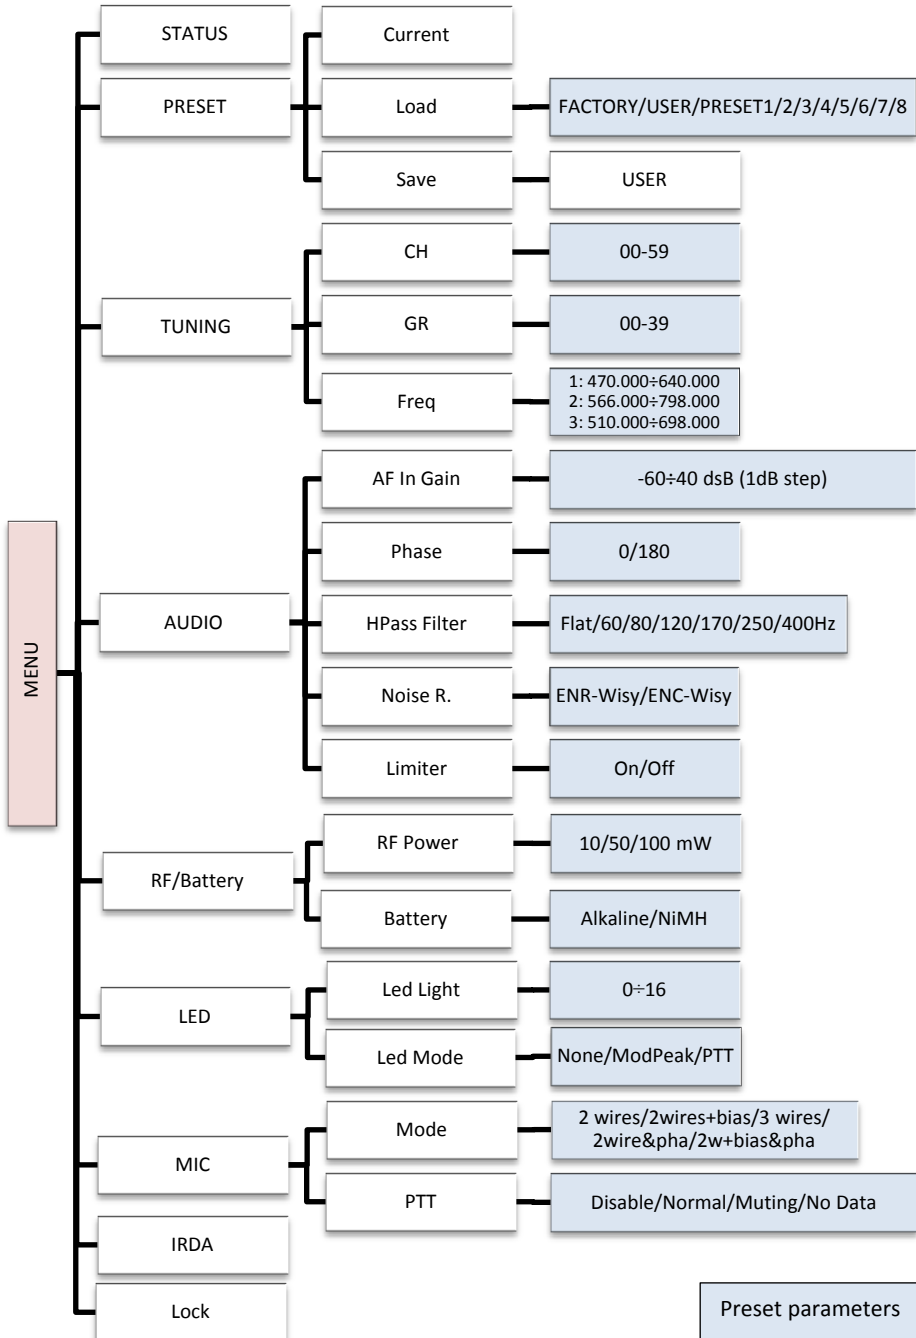 MENU
STATUS
PRESET
Current
Load
FACTORY/USER/PRESET1/2/3/4/5/6/7/8
Save
USER
TUNING
CH
00-59
GR
00-39
Freq
1: 470.000÷640.000
2: 566.000÷798.000
3: 510.000÷698.000
AUDIO
AF In Gain
-60÷40 dsB (1dB step)
Phase
0/180
HPass Filter
Flat/60/80/120/170/250/400Hz
Noise R.
ENR-Wisy/ENC-Wisy
Limiter
On/Off
RF/Battery
RF Power
10/50/100 mW
Battery
Alkaline/NiMH
LED
Led Light
0÷16
Led Mode
None/ModPeak/PTT
MIC
Mode
2 wires/2wires+bias/3 wires/
2wire&pha/2w+bias&pha
PTT
Disable/Normal/Muting/No Data
IRDA
Lock
Preset parameters